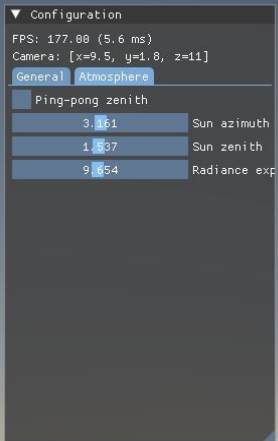 Configuration
FPS: 177.00 (5.6 ms)
Camera: [x=9.5, y=1.8, z=11]
General Atmosphere
Ping-pong zenith
3.161 Sun azimuth
1.537 Sun zenith
9.654 Radiance exp